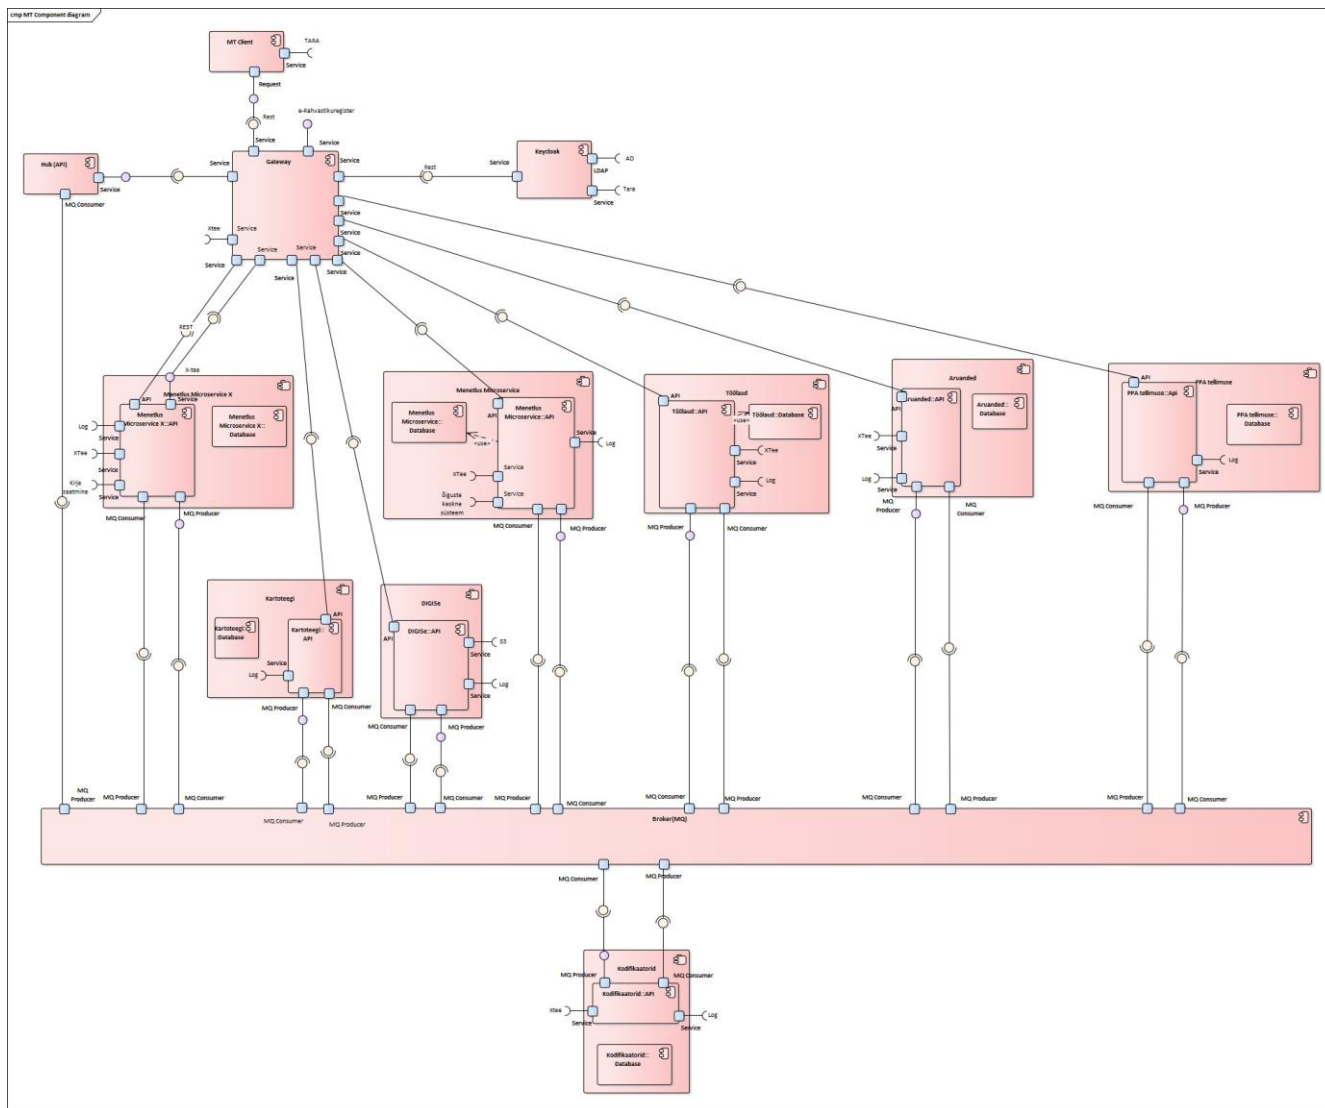 cmp MT Component diagram
MT Client
TARA
Service
Request
Rest
e-Rahvastikuregister
Service
Service
Hub (API)
Service
MQ Consumer
Service
Gateway
Service
Rest
Service
Keycloak
AD
LDAP
Tara
Service
Xtee
Service
Service
Service
Service
Service
Service
Service
Service
Service
REST
X-tee
Menetlus Microservice X
API
Service
Menetlus
Microservice X::API
Menetlus
Microservice X::
Database
Log
Service
XTee
Service
Kirja
saatmine
Service
MQ Consumer
MQ Producer
Menetlus Microservice
Menetlus
Microservice::
Database
API
Menetlus
Microservice::API
«use»
Service
Log
XTee
Service
Õiguste
keskne
süsteem
Service
MQ Consumer
MQ Producer
Töölaud
API
Töölaud::API
«use»
Töölaud::Database
XTee
Service
Log
Service
MQ Producer
MQ Consumer
Aruanded
API
Aruanded::API
Aruanded::
Database
XTee
Service
Log
Service
MQ
Producer
MQ
Consumer
API
PPA tellimuse
PPA tellimuse::Api
PPA tellimuse::
Database
Log
Service
MQ Consumer
MQ Producer
Kartoteegi
Kartoteegi
::Database
API
Kartoteegi::
API
Service
Log
MQ Producer
MQ Consumer
DIGISe
API
DIGISe::API
S3
Service
Log
Service
MQ Consumer
MQ Producer
MQ
Producer
MQ Producer
MQ Consumer
MQ Consumer
MQ Producer
MQ Producer
MQ Consumer
MQ Producer
MQ Consumer
MQ Consumer
MQ Producer
MQ Consumer
MQ Producer
MQ Producer
MQ Consumer
Broker(MQ)
MQ Consumer
MQ Producer
Kodifikaatorid
MQ Producer
MQ Consumer
Kodifikaatorid::API
Xtee
Service
Log
Service
Kodifikaatorid::
Database